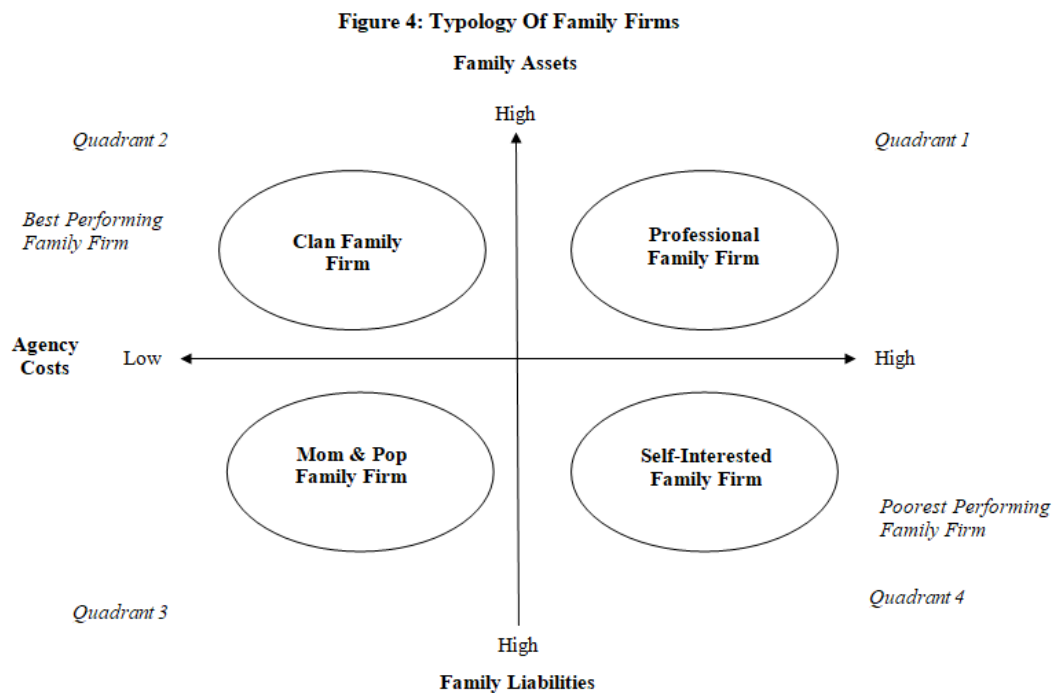 Figure 4: Typology Of Family Firms
Family Assets
High
Quadrant 2
Quadrant 1
Best Performing
Family Firm
Clan Family
Firm
Professional
Family Firm
Agency
Costs
Low
High
Mom & Pop
Family Firm
Self-Interested
Family Firm
Poorest Performing
Family Firm
Quadrant 3
Quadrant 4
High
Family Liabilities